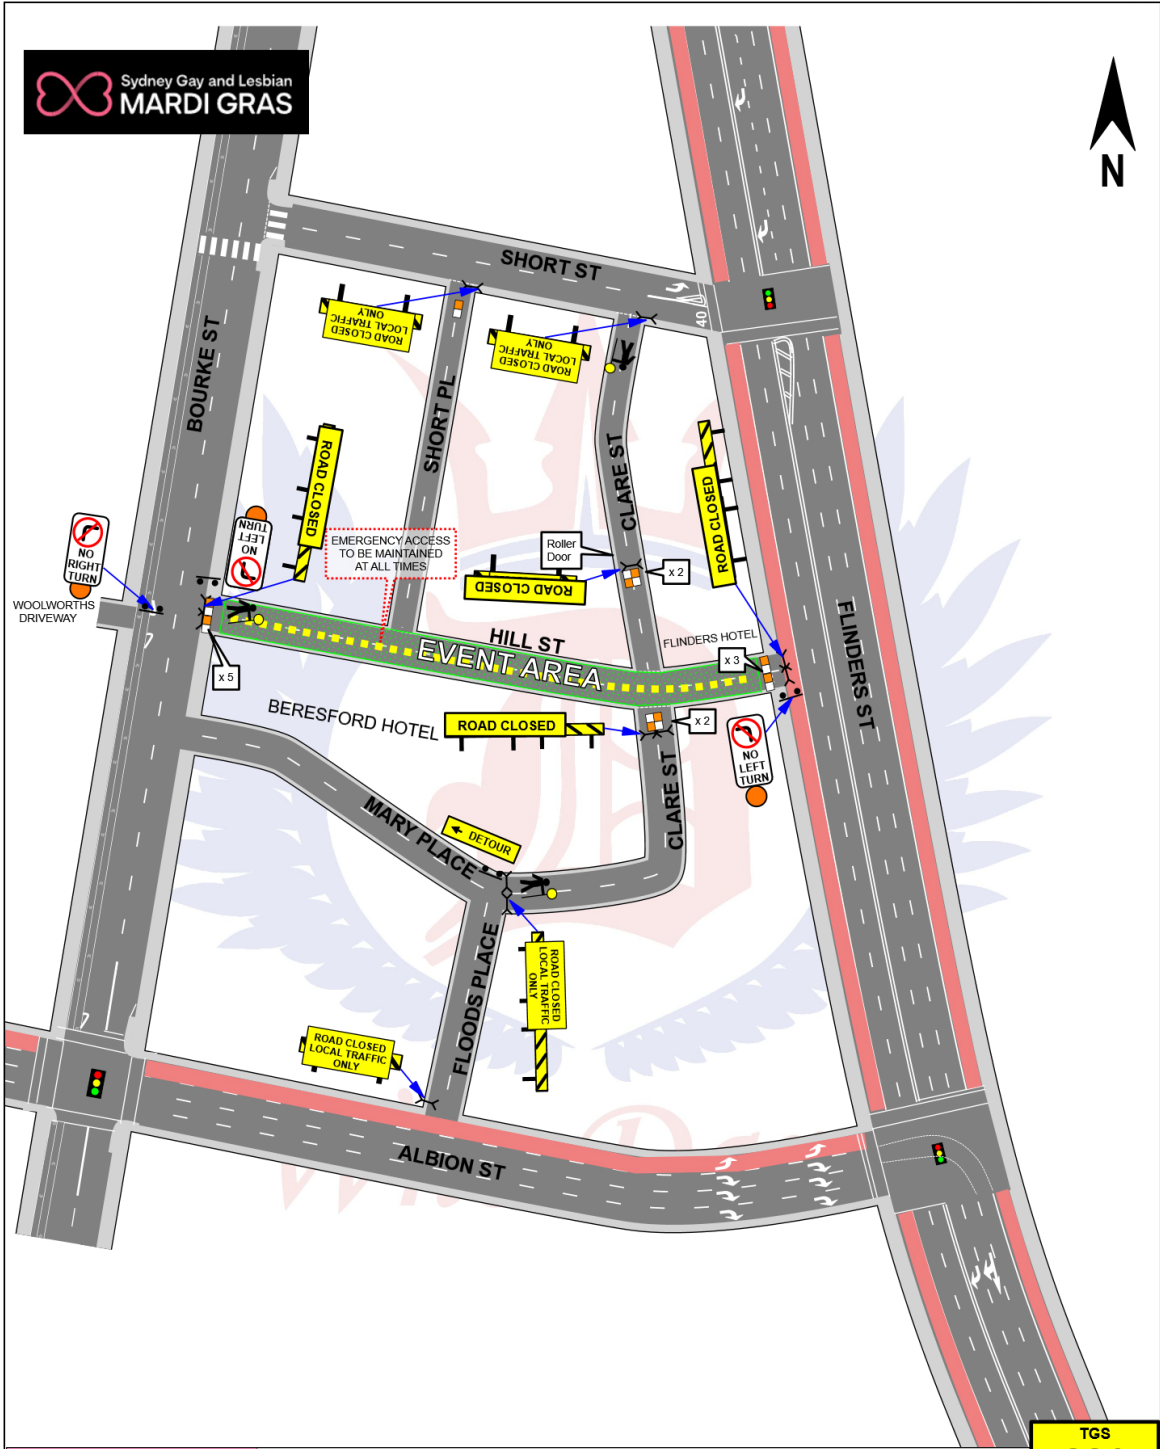 Sydney Gay and Lesbian
MARDI GRAS
N
SHORT ST
40
ROAD CLOSED
LOCAL TRAFFIC
ONLY
ROAD CLOSED
LOCAL TRAFFIC
ONLY
BOURKE ST
SHORT PL
CLARE ST
ROAD CLOSED
ROAD CLOSED
NO
LEFT
TURN
NO
RIGHT
TURN
EMERGENCY ACCESS
TO BE MAINTAINED
AT ALL TIMES
Roller
Door
x 2
ROAD CLOSED
WOOLWORTHS
DRIVEWAY
HILL ST
EVENT AREA
FLINDERS HOTEL
x 3
x 5
FLINDERS ST
BERESFORD HOTEL
ROAD CLOSED
x 2
NO
LEFT
TURN
CLARE ST
MARY PLACE
DETOUR
FLOODS PLACE
ROAD CLOSED
LOCAL TRAFFIC
ONLY
ROAD CLOSED
LOCAL TRAFFIC
ONLY
ALBION ST
TGS